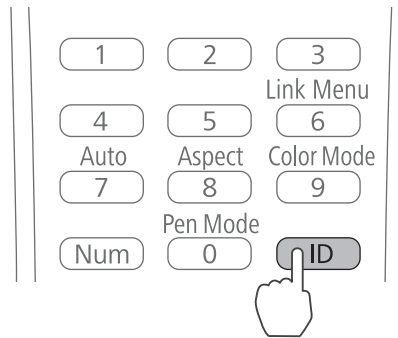 1 2 3
Link Menu
4 5 6
Auto Aspect Color Mode
7 8 9
Pen Mode
Num 0 ID